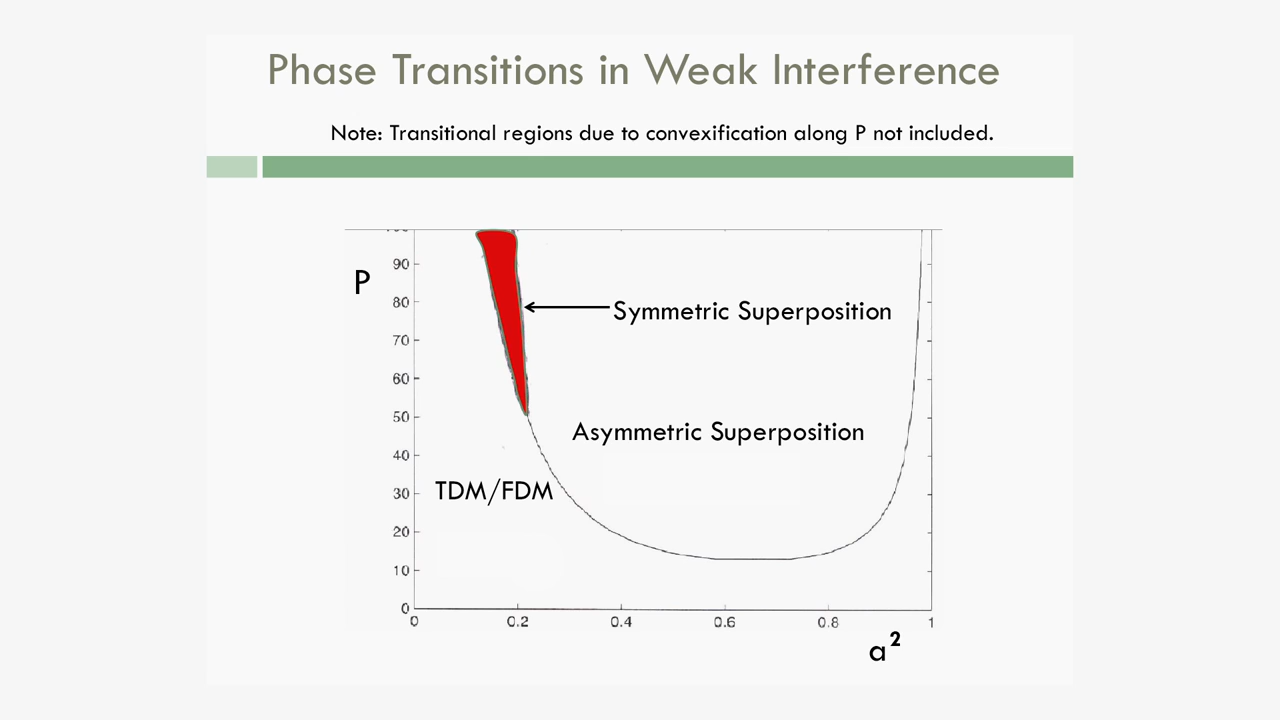 Phase Transitions in Weak Interference
Note: Transitional regions due to convexification along P not included.
P
90
80
70
60
50
40
30
20
10
0
Symmetric Superposition
Asymmetric Superposition
TDM/FDM
0
0.2
0.4
0.6
0.8
1
a²